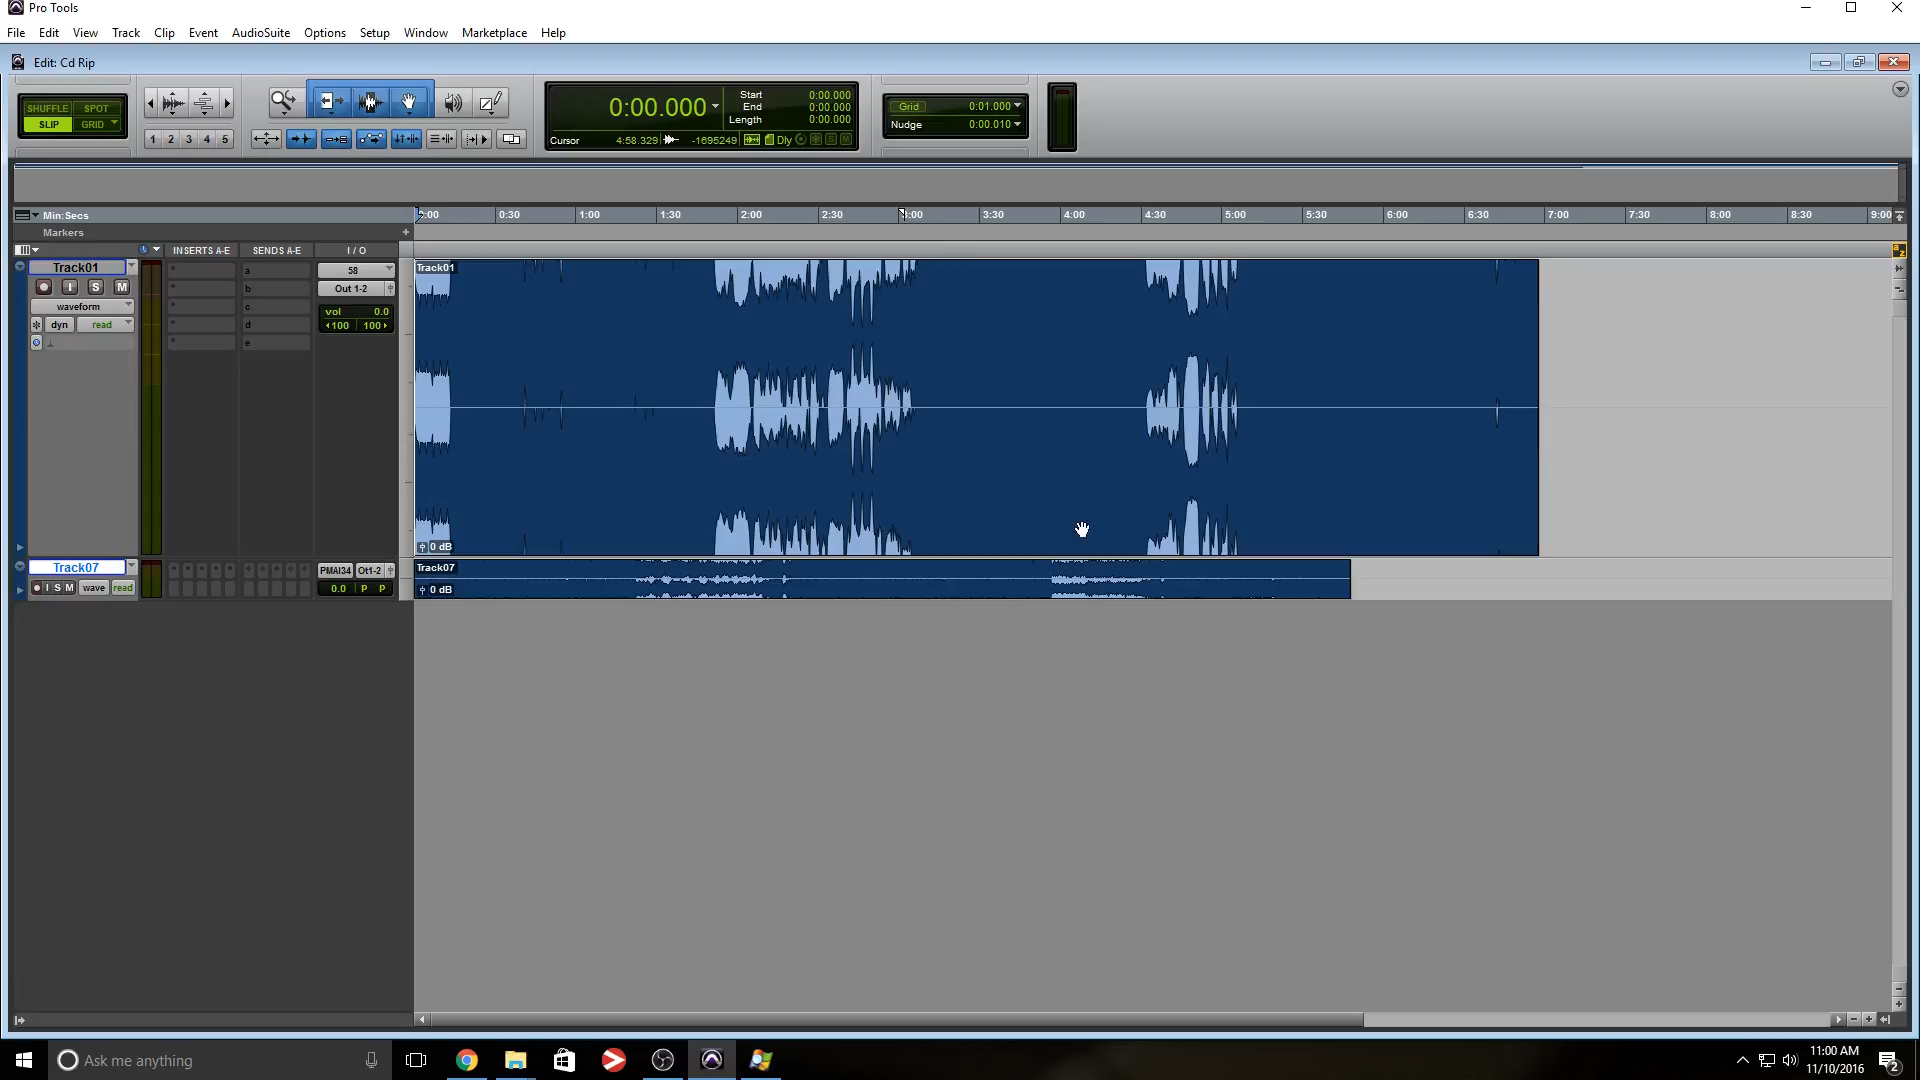 Pro Tools
File Edit View Track Clip Event AudioSuite Options Setup Window Marketplace Help
Edit: Cd Rip
SHUFFLE SPOT
SLIP GRID
1 2 3 4 5
0:00.000
Start 0:00.000
End 0:00.000
Length 0:00.000
Cursor 4:58.329 -1695249 Dly
Grid 0:01.000
Nudge 0:00.010
Min:Secs
0:30 1:00 1:30 2:00 2:30 3:30 4:00 4:30 5:00 5:30 6:00 6:30 7:00 7:30 8:00 8:30 9:00
Markers
INSERTS A-E SENDS A-E I / O
Track01
I S M
waveform
dyn read
a
b
c
d
e
58
Out 1-2
vol 0.0
100 100
Track01
0 dB
Track07
I S M wave read
PMAI34 Ot1-2
0.0 P P
Track07
0 dB
Ask me anything
11:00 AM
11/10/2016
2